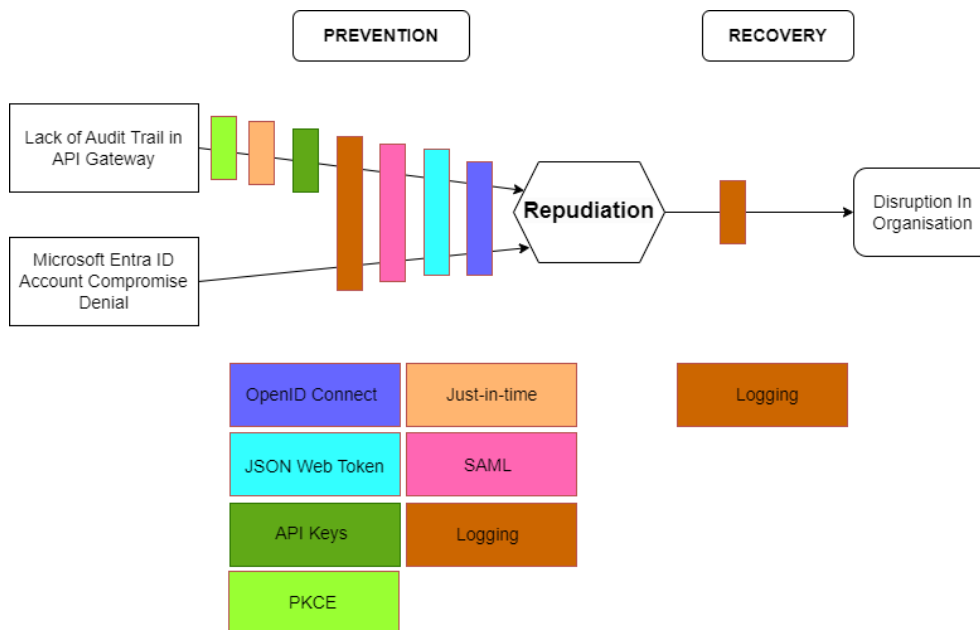 PREVENTION
RECOVERY
Lack of Audit Trail in
API Gateway
Repudiation
Disruption In
Organisation
Microsoft Entra ID
Account Compromise
Denial
OpenID Connect
Just-in-time
Logging
JSON Web Token
SAML
API Keys
Logging
PKCE